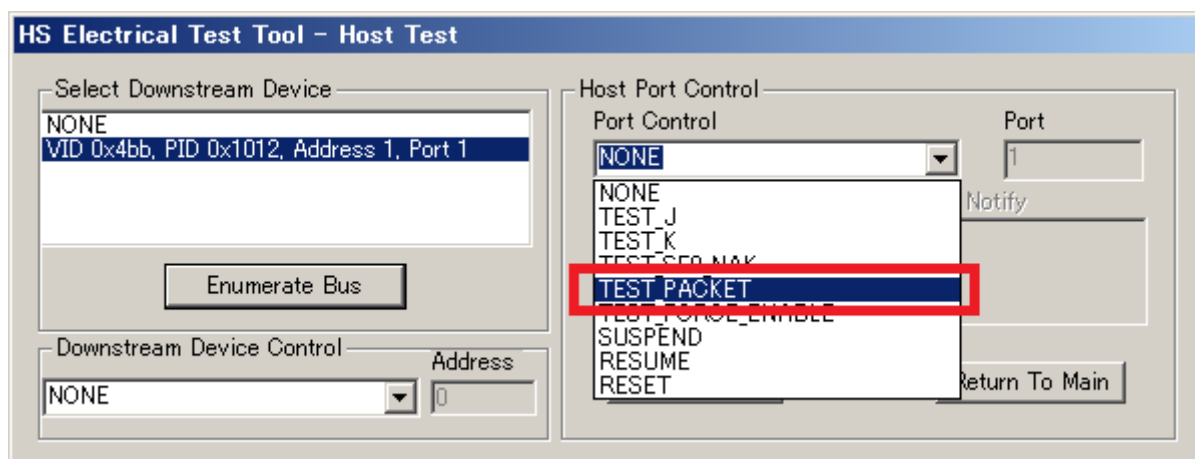 HS Electrical Test Tool - Host Test
Select Downstream Device
NONE
VID 0x4bb, PID 0x1012, Address 1, Port 1
Enumerate Bus
Downstream Device Control
Address
NONE
0
Host Port Control
Port Control
Port
NONE
1
NONE
TEST_J
TEST_K
TEST_SE0_NAK
TEST_PACKET
TEST_FORCE_ENABLE
SUSPEND
RESUME
RESET
Notify
Return To Main